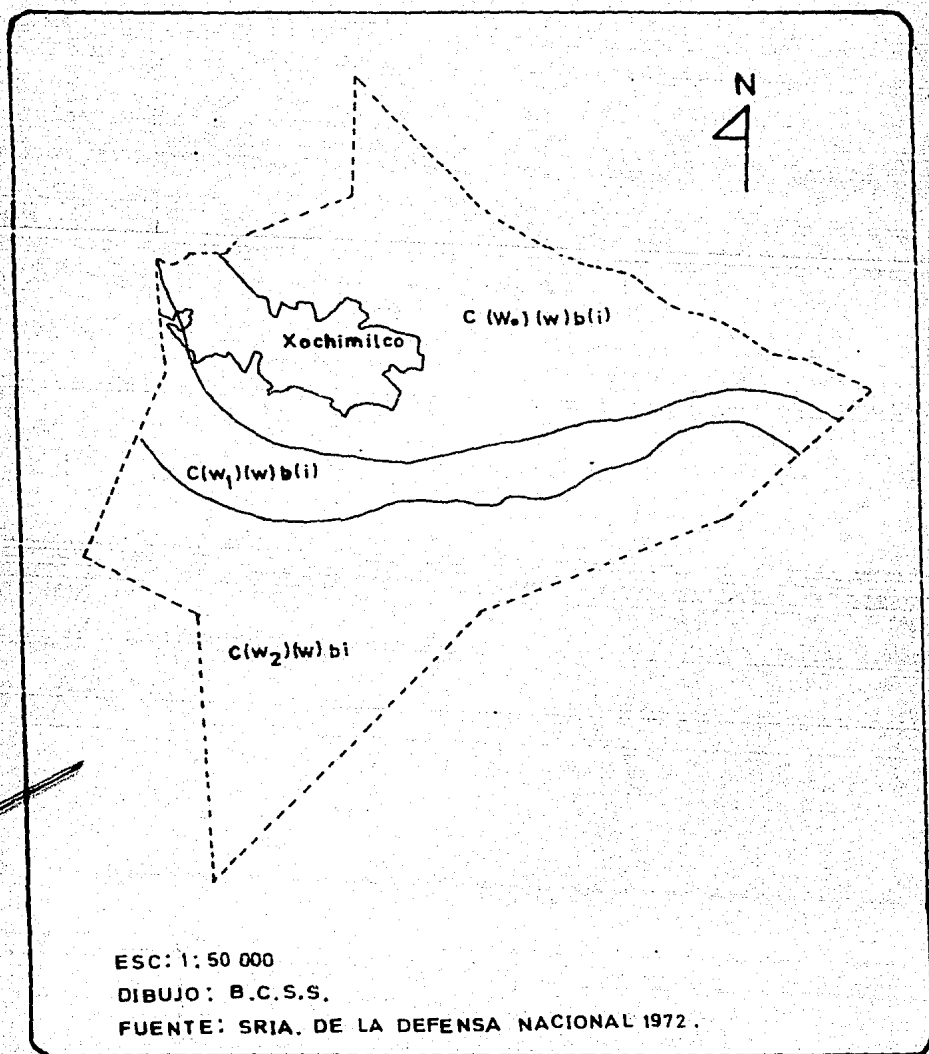 N
C (W₀) (w) b(i)
Xochimilco
C(w₁)(w) b(i)
C(w₂)(w) bi
ESC: 1:50 000
DIBUJO: B.C.S.S.
FUENTE: SRIA. DE LA DEFENSA NACIONAL 1972.